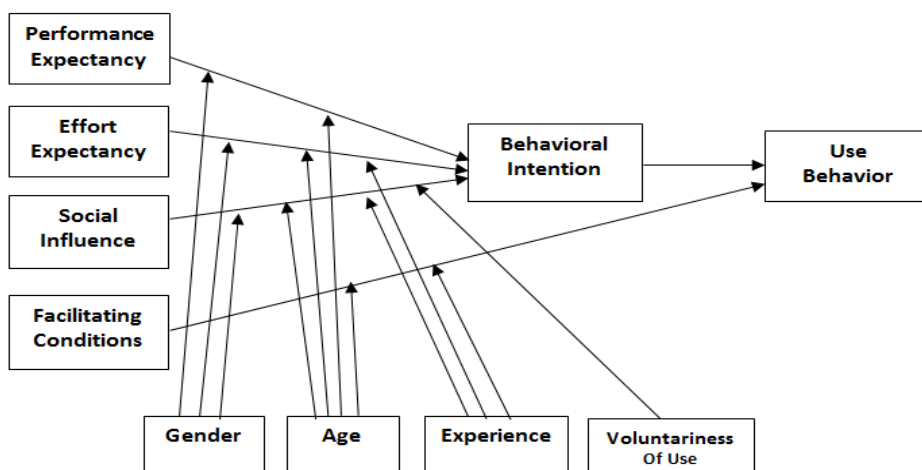 Performance
Expectancy
Effort
Expectancy
Behavioral
Intention
Use
Behavior
Social
Influence
Facilitating
Conditions
Gender
Age
Experience
Voluntariness
Of Use